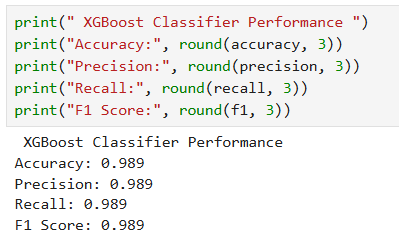 print(" XGBoost Classifier Performance ")
print("Accuracy:", round(accuracy, 3))
print("Precision:", round(precision, 3))
print("Recall:", round(recall, 3))
print("F1 Score:", round(f1, 3))
 XGBoost Classifier Performance
Accuracy: 0.989
Precision: 0.989
Recall: 0.989
F1 Score: 0.989